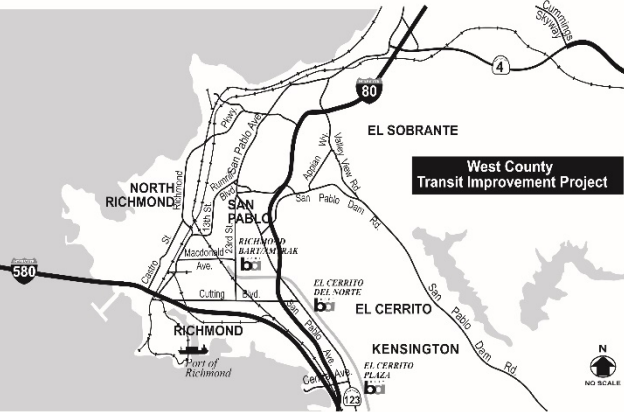 Cummings
Skyway
4
80
EL SOBRANTE
West County
Transit Improvement Project
Pkwy.
San Pablo Ave.
Appian Wy.
Valley View Rd.
Richmond
NORTH
RICHMOND
13th St.
Rumrill
Blvd.
SAN
PABLO
San Pablo Dam Rd.
23rd St.
RICHMOND
BART/AMTRAK
ba
Castro St.
Macdonald
Ave.
580
Cutting Blvd.
EL CERRITO
DEL NORTE
ba
San Pablo Ave.
EL CERRITO
San Pablo Dam Rd
RICHMOND
KENSINGTON
Port of
Richmond
EL CERRITO
PLAZA
ba
Ave.
123
N
NO SCALE